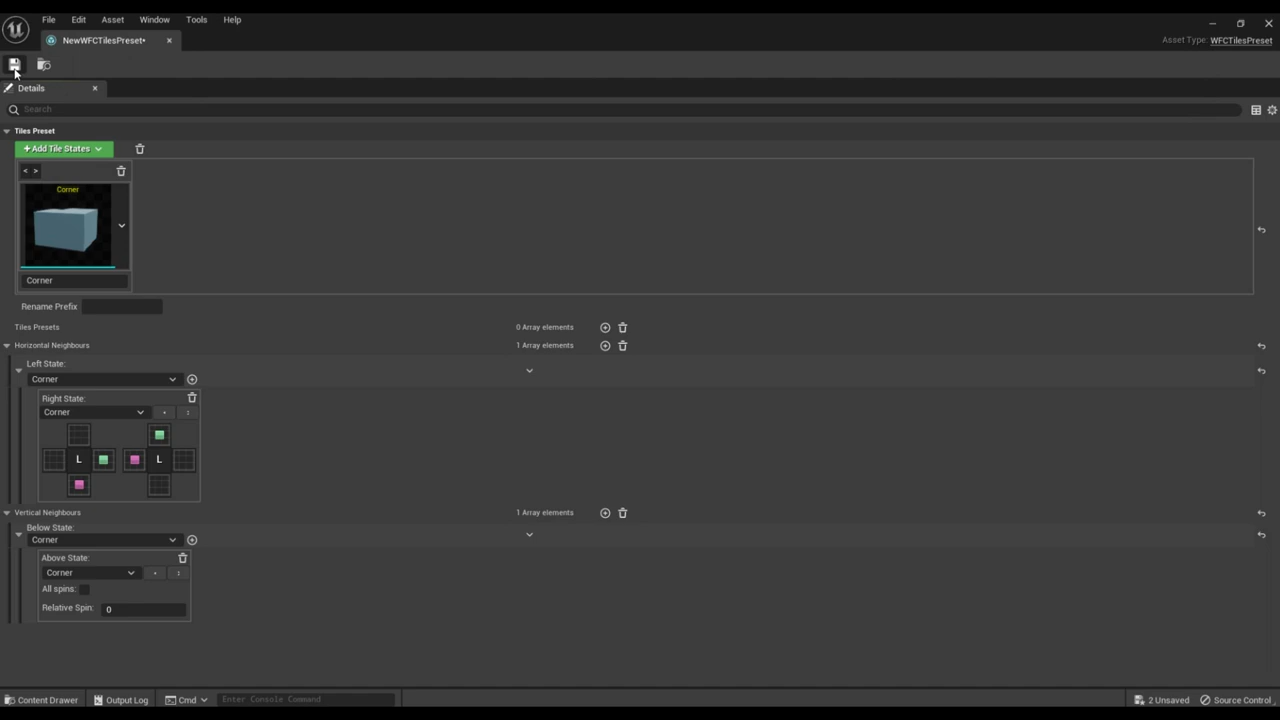 File Edit Asset Window Tools Help
NewWFCTilesPreset*
Asset Type: WFCTilesPreset
Details
Search
Tiles Preset
+Add Tile States
< >
Corner
Corner
Rename Prefix
Tiles Presets 0 Array elements
Horizontal Neighbours 1 Array elements
Left State:
Corner
Right State:
Corner
L L
Vertical Neighbours 1 Array elements
Below State:
Corner
Above State:
Corner
All spins:
Relative Spin: 0
Content Drawer Output Log Cmd Enter Console Command 2 Unsaved Source Control